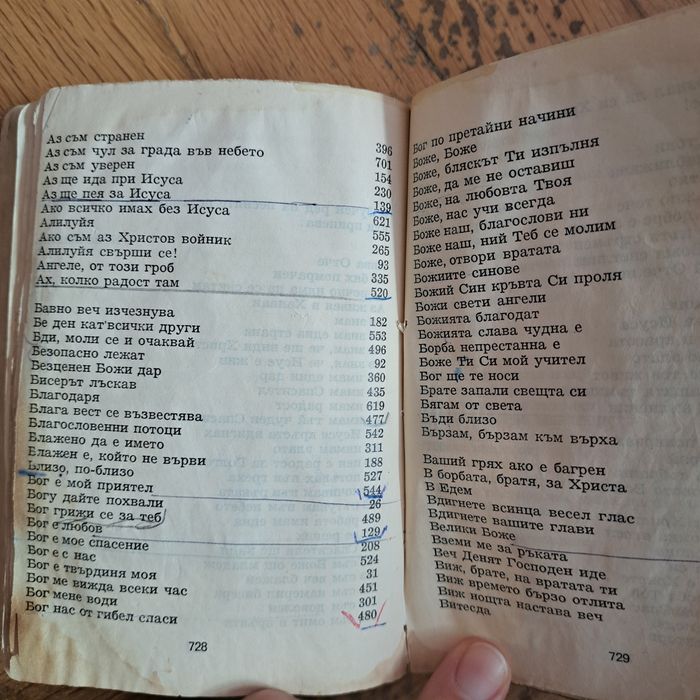 Аз съм странен 396
Аз съм чул за града във небето 701
Аз съм уверен 154
Аз ще ида при Исуса 230
Аз ще пея за Исуса 139
Ако всичко имах без Исуса 621
Алилуйя 555
Ако съм аз Христов войник 265
Алилуйя свърши се! 93
Ангеле, от този гроб 335
Ах, колко радост там 520
Бавно веч изчезнува 182
Бе ден кат'всички други 553
Бди, моли се и очаквай 496
Безопасно лежат 92
Безценен Божи дар 360
Бисерът лъскав 435
Благодаря 619
Блага вест се възвестява 477
Благословенни потоци 542
Блажено да е името 311
Блажен е, който не върви 188
Близо, по-близо 527
Бог е мой приятел 544
Богу дайте похвали 26
Бог грижи се за теб 489
Бог е любов 129
Бог е мое спасение 208
Бог е с нас 524
Бог е твърдиня моя 31
Бог ме вижда всеки час 451
Бог мене води 301
Бог нас от гибел спаси 480
728
Бог по претайни начини
Боже, Боже
Боже, бляскът Ти изпълня
Боже, да ме не оставиш
Боже, на любовта Твоя
Боже, нас учи всегда
Боже наш, благослови ни
Боже наш, ний Теб се молим
Боже, отвори вратата
Божиите синове
Божий Син кръвта Си проля
Божи свети ангели
Божията благодат
Божията слава чудна е
Борба непрестанна е
Боже Ти Си мой учител
Бог ще те носи
Брате запали свещта си
Бягам от света
Бъди близо
Бързам, бързам към върха
Ваший грях ако е багрен
В борбата, братя, за Христа
В Едем
Вдигнете всинца весел глас
Вдигнете вашите глави
Велики Боже
Вземи ме за ръката
Веч Денят Господен иде
Виж, брате, на вратата ти
Виж времето бързо отлита
Виж нощта настава веч
Витесда
729